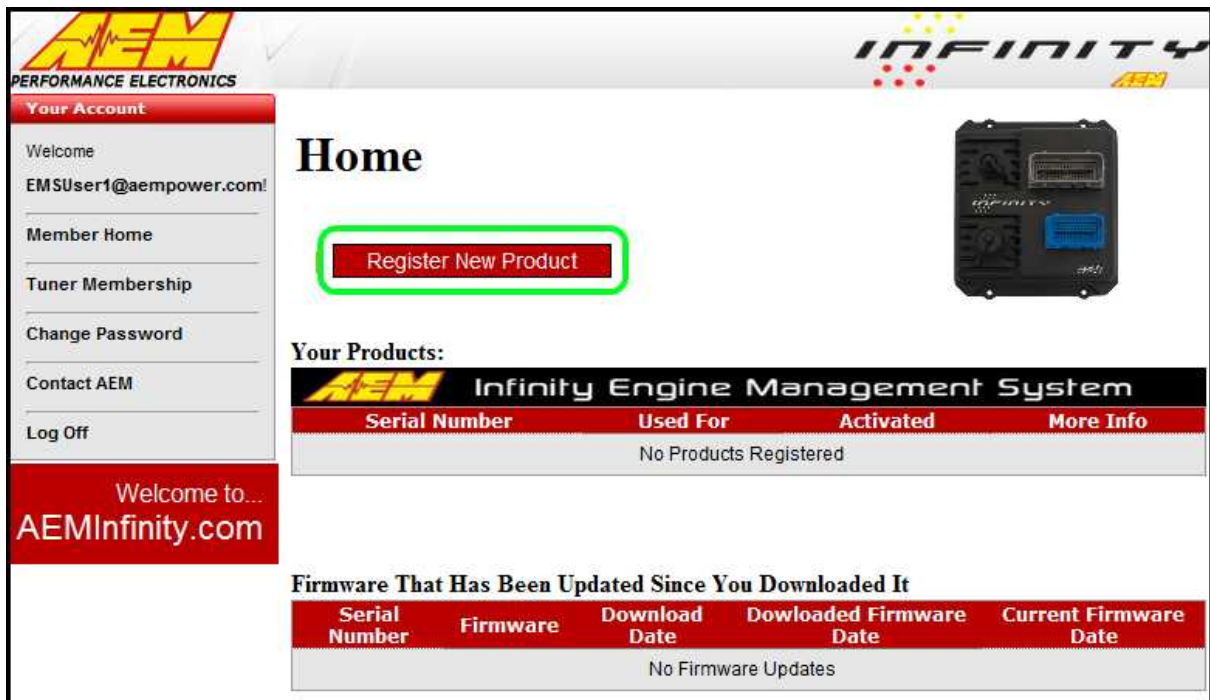 AEM
PERFORMANCE ELECTRONICS
INFINITY
AEM
Your Account
Welcome
EMSUser1@aempower.com!
Member Home
Tuner Membership
Change Password
Contact AEM
Log Off
Welcome to...
AEMInfinity.com
Home
INFINITY
Register New Product
Your Products:
AEM Infinity Engine Management System
Serial Number Used For Activated More Info
No Products Registered
Firmware That Has Been Updated Since You Downloaded It
Serial Number Firmware Download Date Dowloaded Firmware Date Current Firmware Date
No Firmware Updates